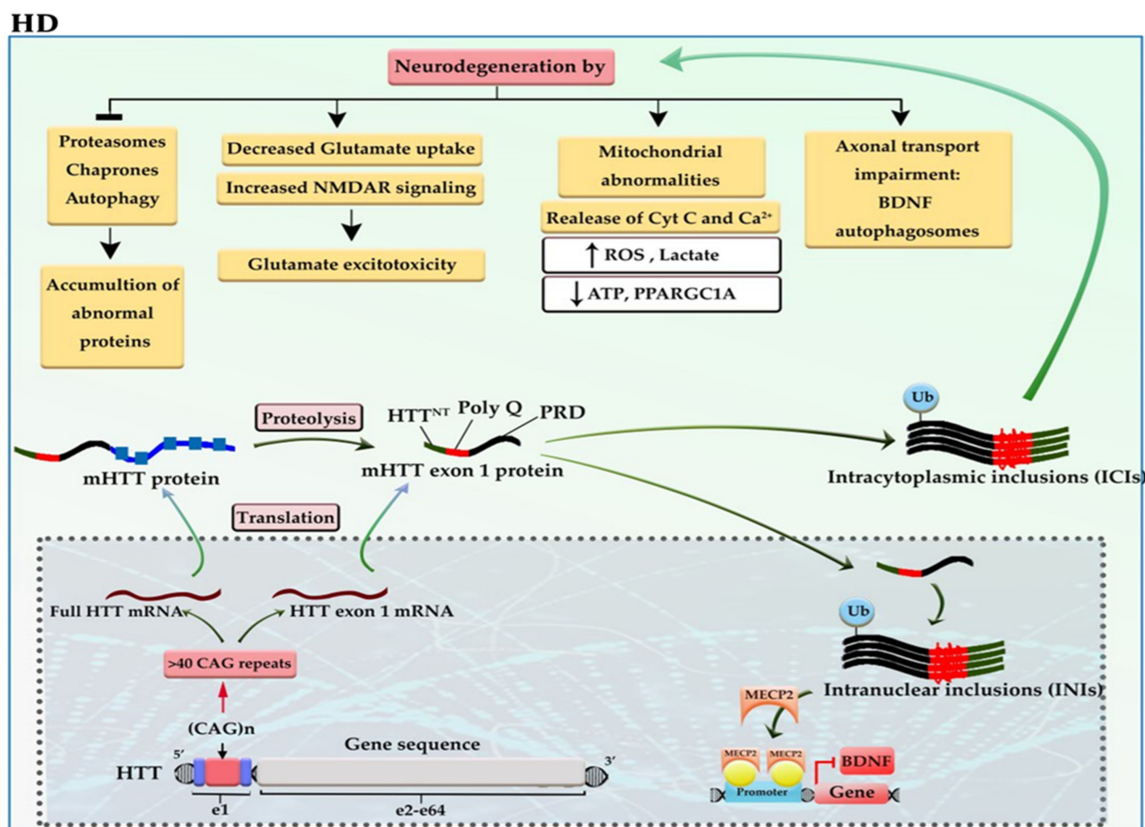 HD
Neurodegeneration by
Proteasomes
Chaprones
Autophagy
Accumultion of
abnormal
proteins
Decreased Glutamate uptake
Increased NMDAR signaling
Glutamate excitotoxicity
Mitochondrial
abnormalities
Realease of Cyt C and Ca²⁺
↑ ROS , Lactate
↓ ATP, PPARGC1A
Axonal transport
impairment:
BDNF
autophagosomes
mHTT protein
Proteolysis
HTTᴺᵀ Poly Q PRD
mHTT exon 1 protein
Ub
Intracytoplasmic inclusions (ICIs)
Translation
Full HTT mRNA
HTT exon 1 mRNA
>40 CAG repeats
(CAG)n
HTT
5'
Gene sequence
3'
e1
e2-e64
Ub
Intranuclear inclusions (INIs)
MECP2
MECP2
MECP2
Promoter
BDNF
Gene